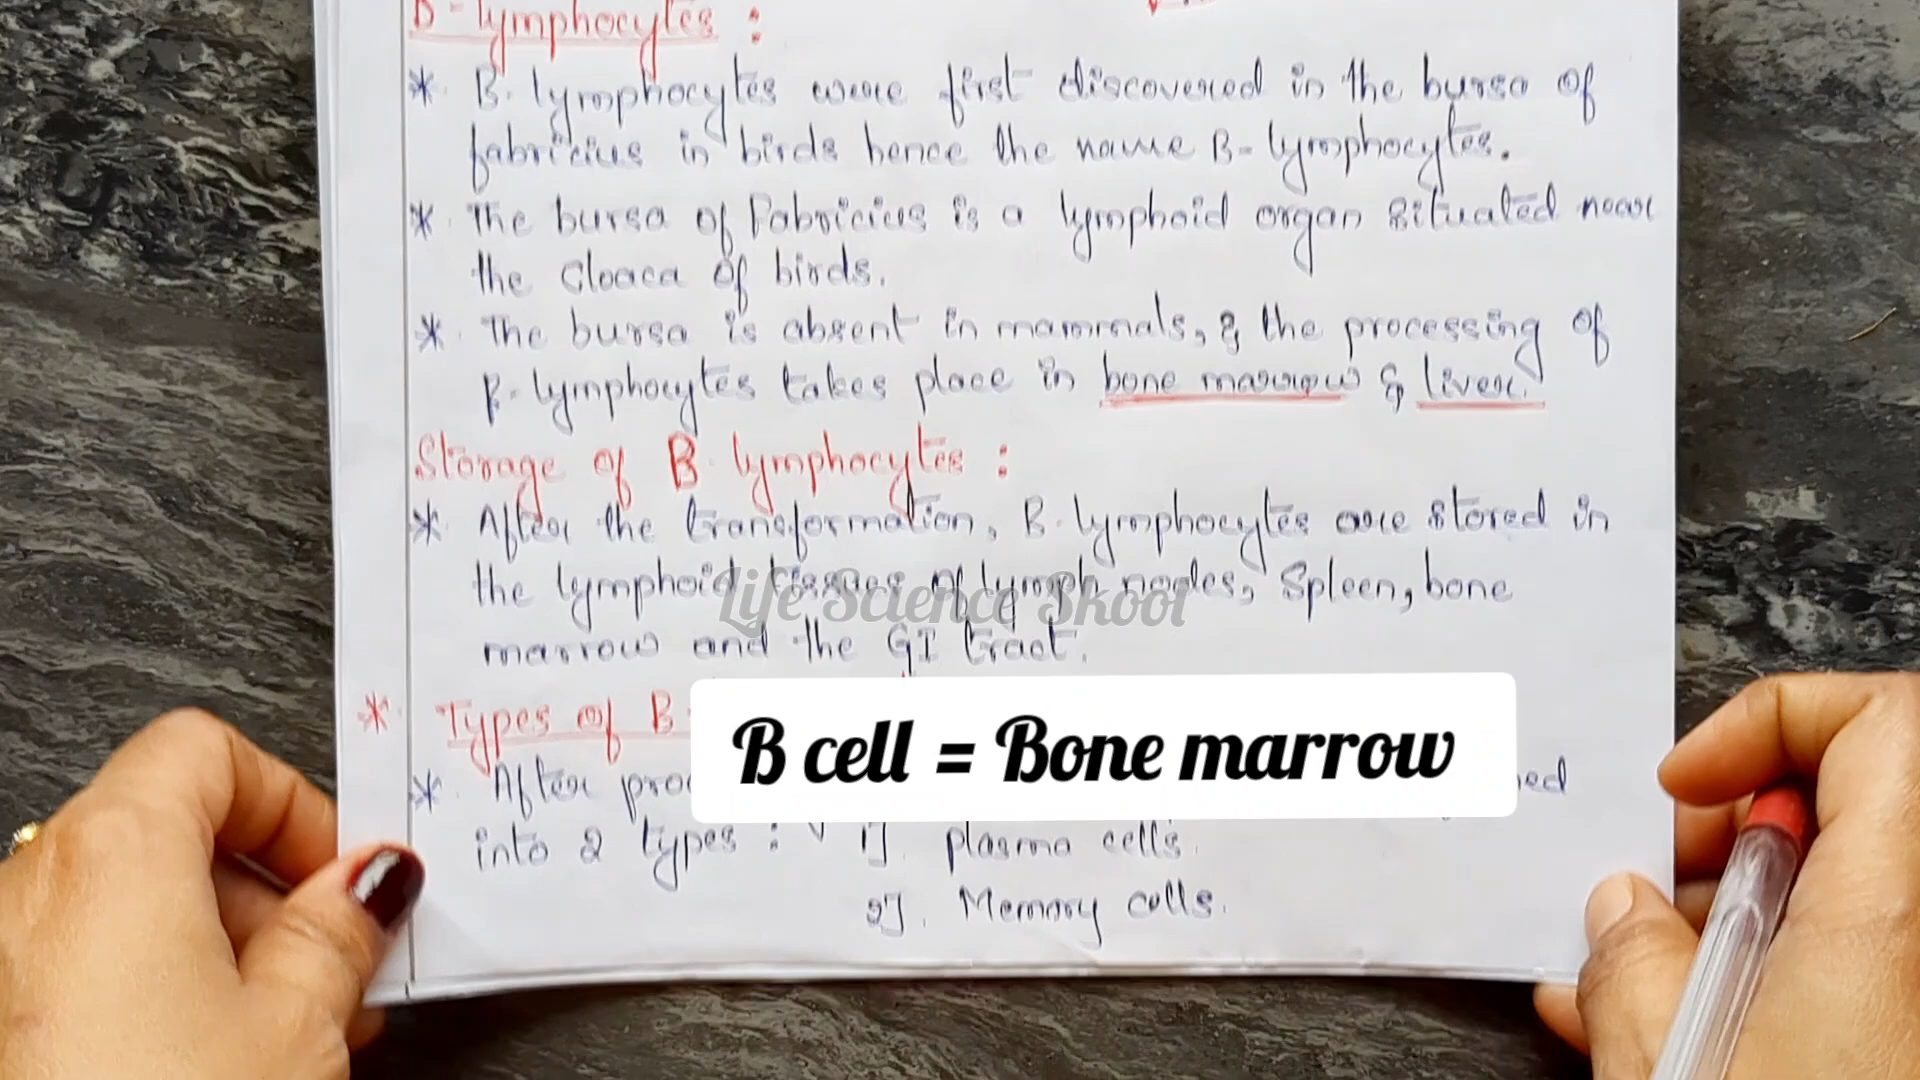 B-lymphocytes :
* B-lymphocytes were first discovered in the bursa of
fabricius in birds hence the name B-lymphocytes.
* The bursa of Fabricius is a lymphoid organ situated near
the Cloaca of birds.
* The bursa is absent in mammals, & the processing of
B-lymphocytes takes place in bone marrow & liver.
Storage of B lymphocytes :
* After the transformation, B-lymphocytes are stored in
the lymphoid tissues of lymph nodes, Spleen, bone
Life Science Skool
marrow and the GI tract.
* Types of B-
B cell = Bone marrow
* After
into 2 types : 1]. plasma cells.
2]. Memory cells.